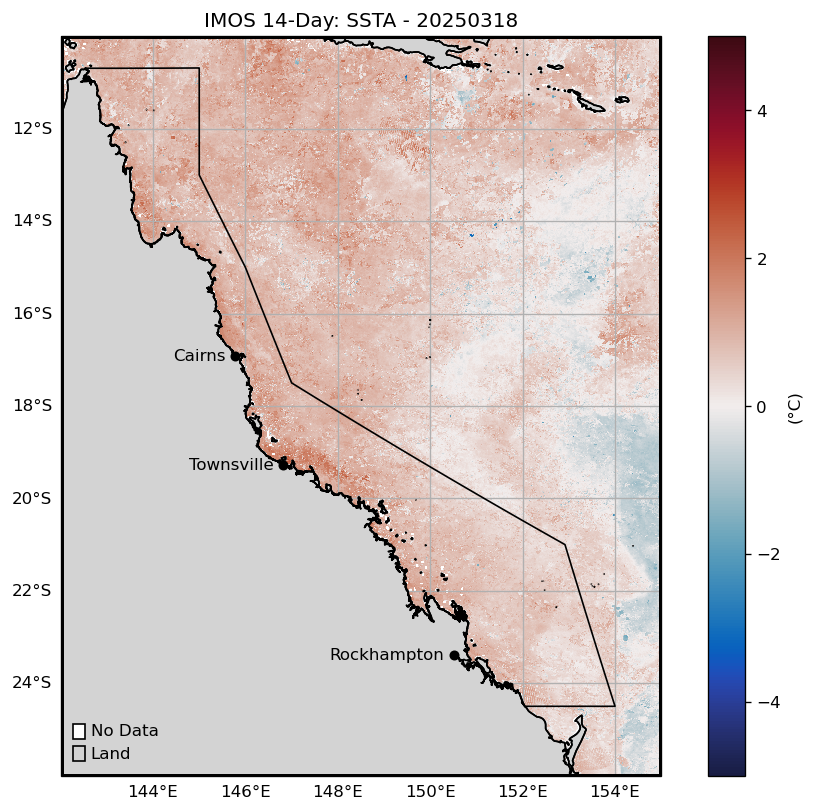 IMOS 14-Day: SSTA - 20250318
12°S
14°S
16°S
18°S
20°S
22°S
24°S
Cairns
Townsville
Rockhampton
No Data
Land
144°E 146°E 148°E 150°E 152°E 154°E
4
2
0
−2
−4
(°C)